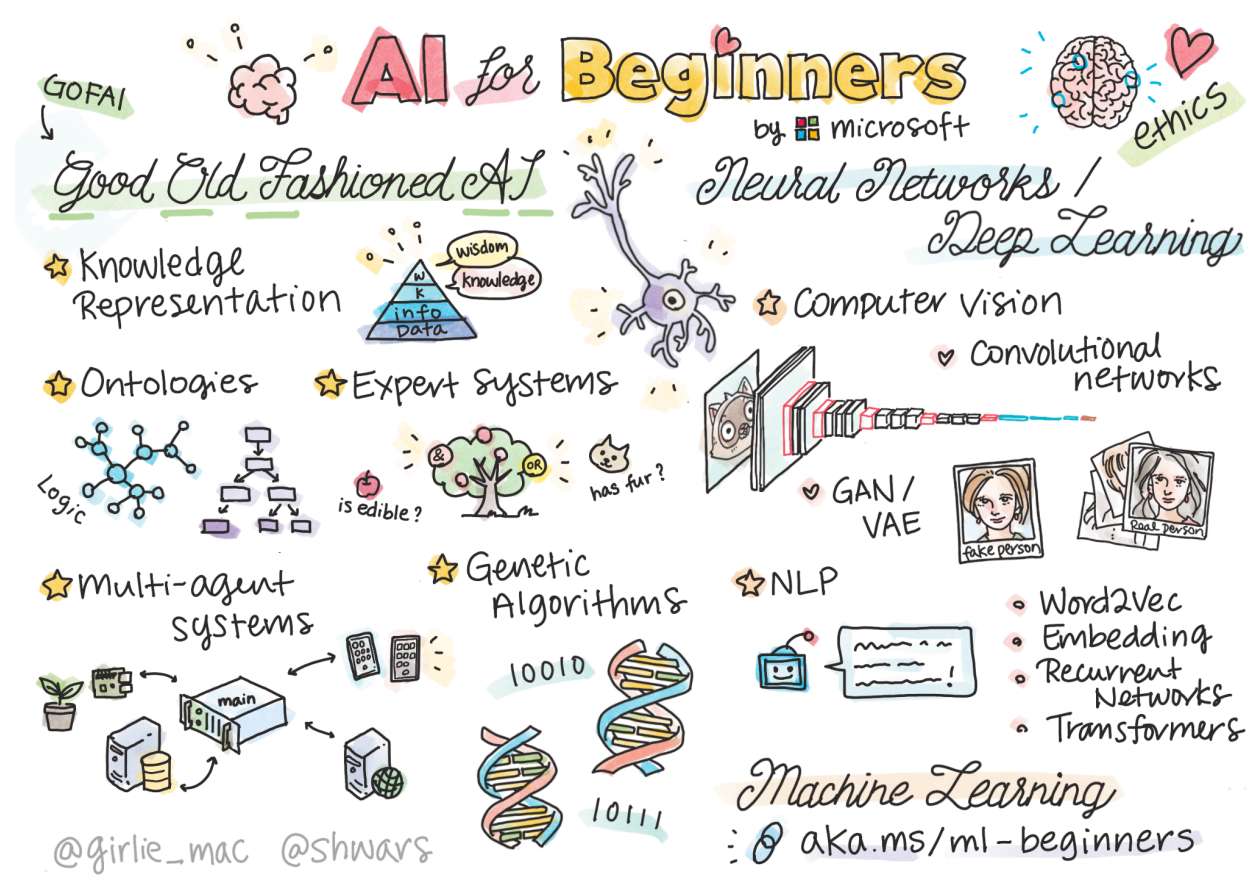 AI for Beginners
by microsoft
ethics
GOFAI
Good Old Fashioned AI
Knowledge
Representation
wisdom
knowledge
W
K
info
Data
Ontologies
Logic
Expert Systems
&
OR
is edible?
has fur?
Multi-agent
systems
main
Genetic
Algorithms
10010
10111
Neural Networks /
Deep Learning
Computer Vision
Convolutional
networks
GAN /
VAE
fake person
Real Person
NLP
!
Word2Vec
Embedding
Recurrent
Networks
Transformers
Machine Learning
aka.ms/ml-beginners
@girlie_mac @shwars